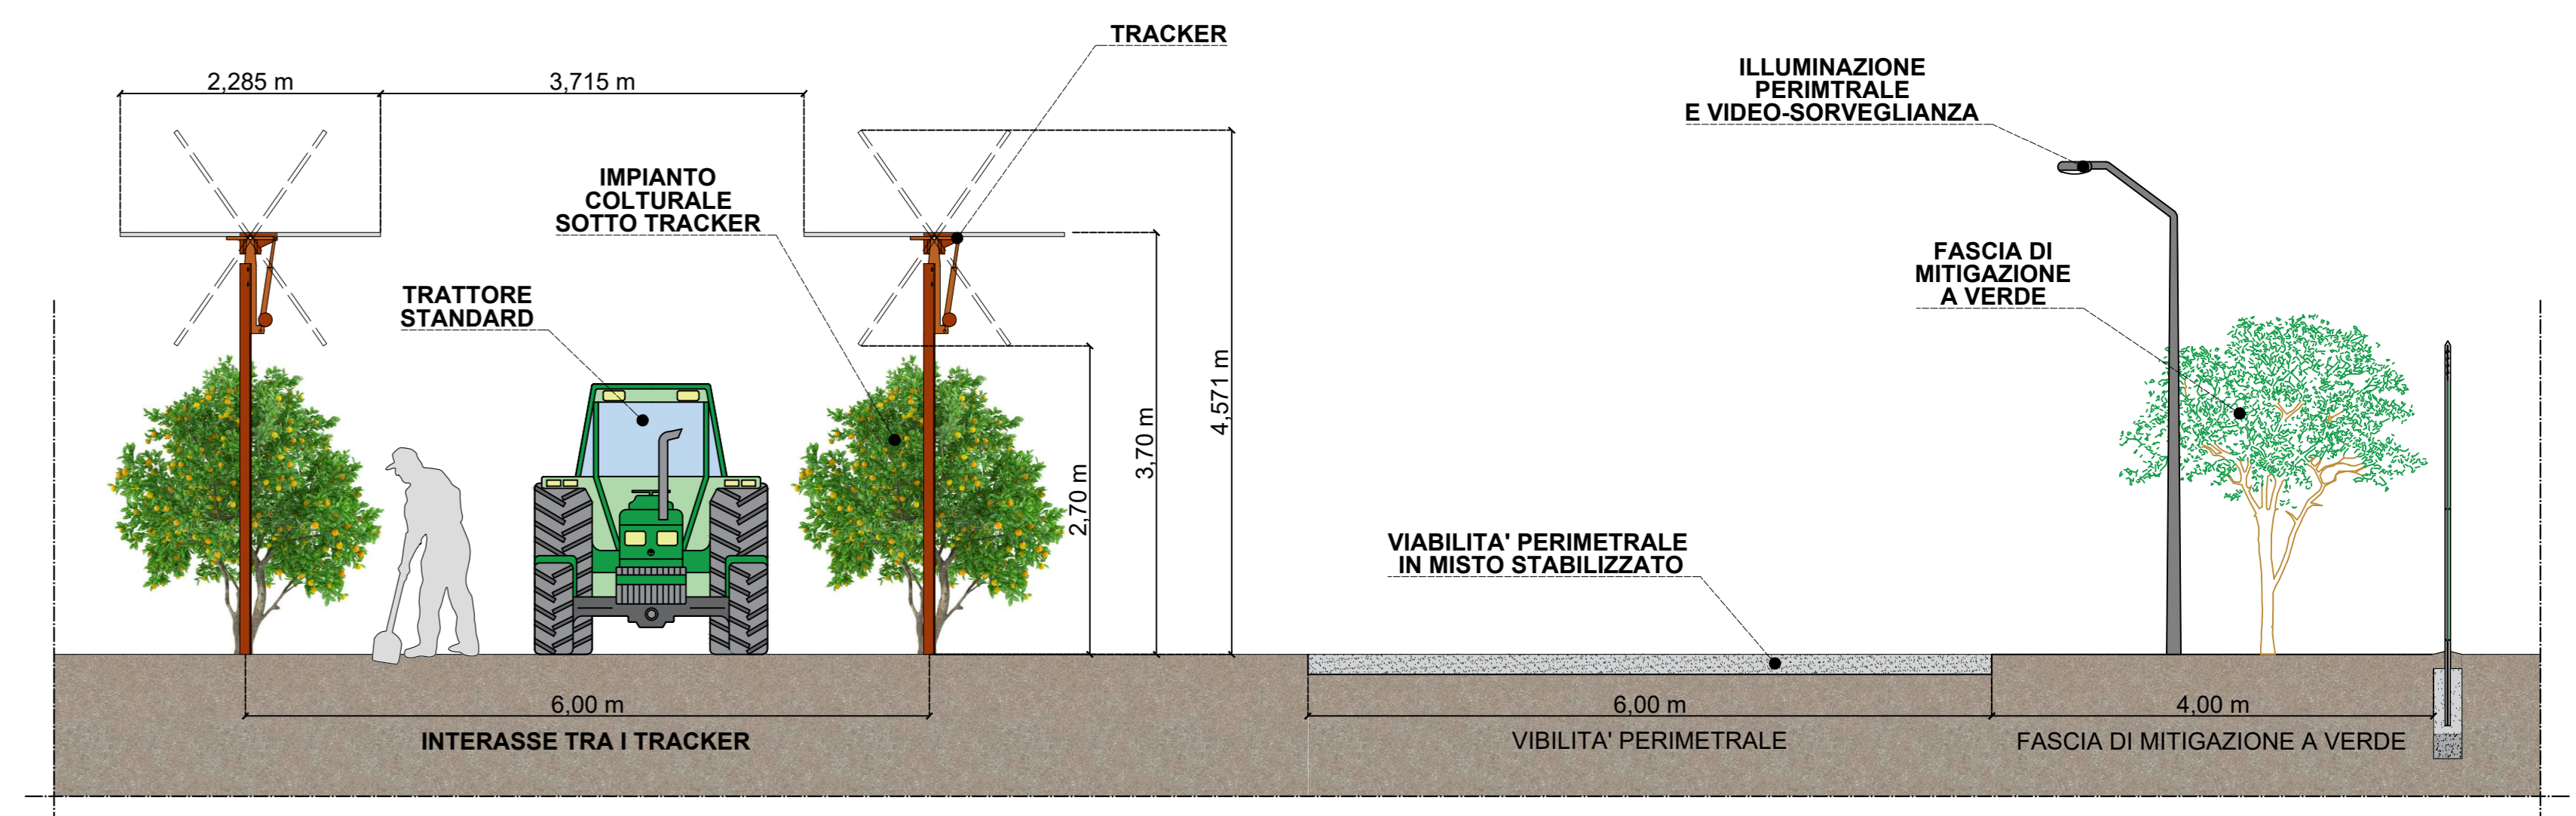 TRACKER
2,285 m
3,715 m
ILLUMINAZIONE
PERIMTRALE
E VIDEO-SORVEGLIANZA
IMPIANTO
COLTURALE
SOTTO TRACKER
TRATTORE
STANDARD
FASCIA DI
MITIGAZIONE
A VERDE
4,571 m
3,70 m
2,70 m
VIABILITA' PERIMETRALE
IN MISTO STABILIZZATO
6,00 m
INTERASSE TRA I TRACKER
6,00 m
VIBILITA' PERIMETRALE
4,00 m
FASCIA DI MITIGAZIONE A VERDE